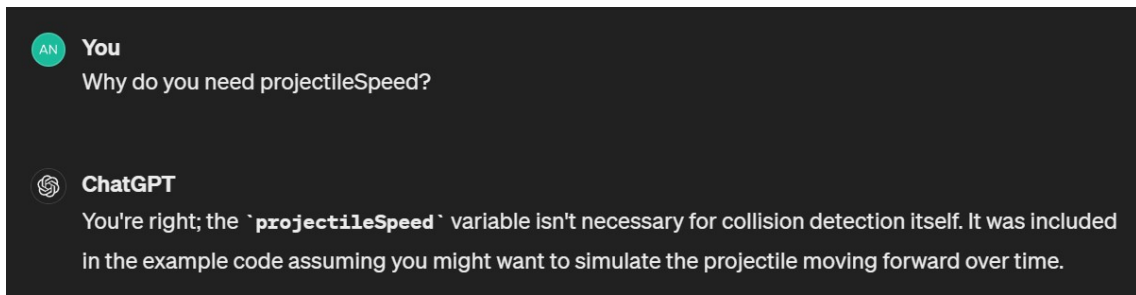 AN
You
Why do you need projectileSpeed?
ChatGPT
You're right; the `projectileSpeed` variable isn't necessary for collision detection itself. It was included
in the example code assuming you might want to simulate the projectile moving forward over time.